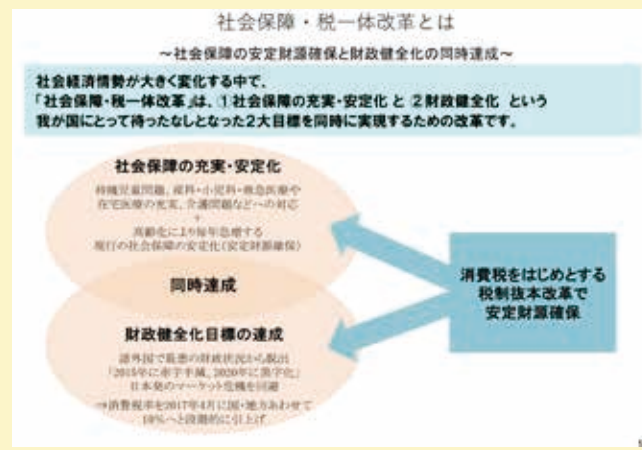 社会保障・税一体改革とは
～社会保障の安定財源確保と財政健全化の同時達成～
社会経済情勢が大きく変化する中で、
「社会保障・税一体改革」は、①社会保障の充実・安定化 と ②財政健全化 という
我が国にとって待ったなしとなった2大目標を同時に実現するための改革です。
社会保障の充実・安定化
待機児童問題、産科・小児科・救急医療や
在宅医療の充実、介護問題などへの対応
+
高齢化により毎年急増する
現行の社会保障の安定化(安定財源確保)
同時達成
消費税をはじめとする
税制抜本改革で
安定財源確保
財政健全化目標の達成
諸外国で最悪の財政状況から脱出
「2015年に赤字半減、2020年に黒字化」
日本発のマーケット危機を回避
→消費税率を2017年4月に国・地方あわせて
10%へと段階的に引上げ